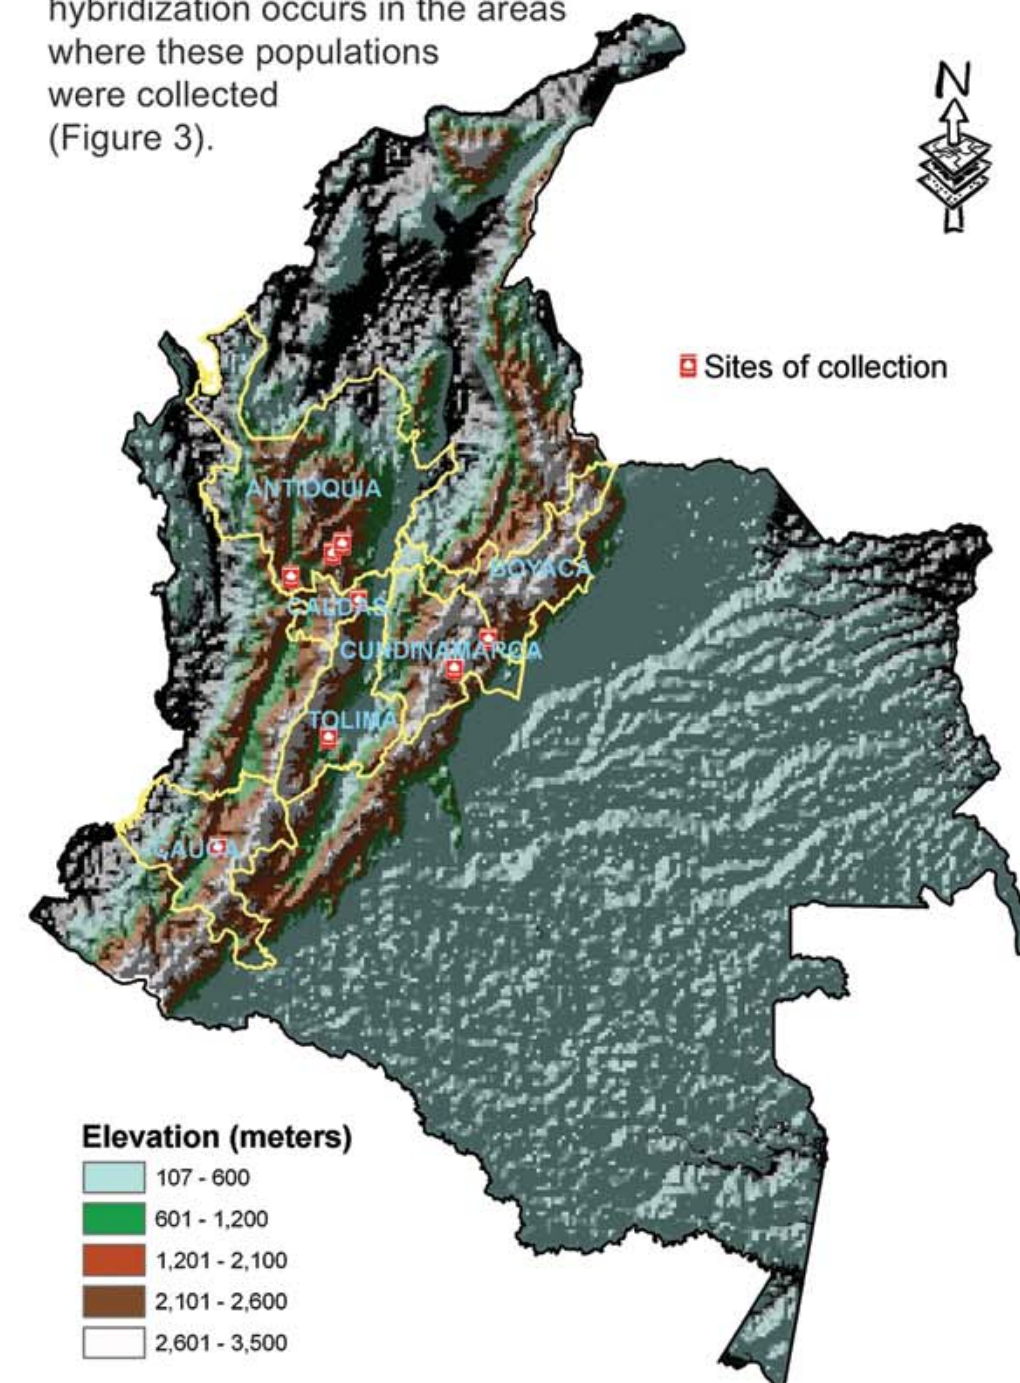 hybridization occurs in the areas
where these populations
were collected
(Figure 3).
N
Sites of collection
ANTIOQUIA
BOYACA
CALDAS
CUNDINAMARCA
TOLIMA
CAUCA
Elevation (meters)
107 - 600
601 - 1,200
1,201 - 2,100
2,101 - 2,600
2,601 - 3,500